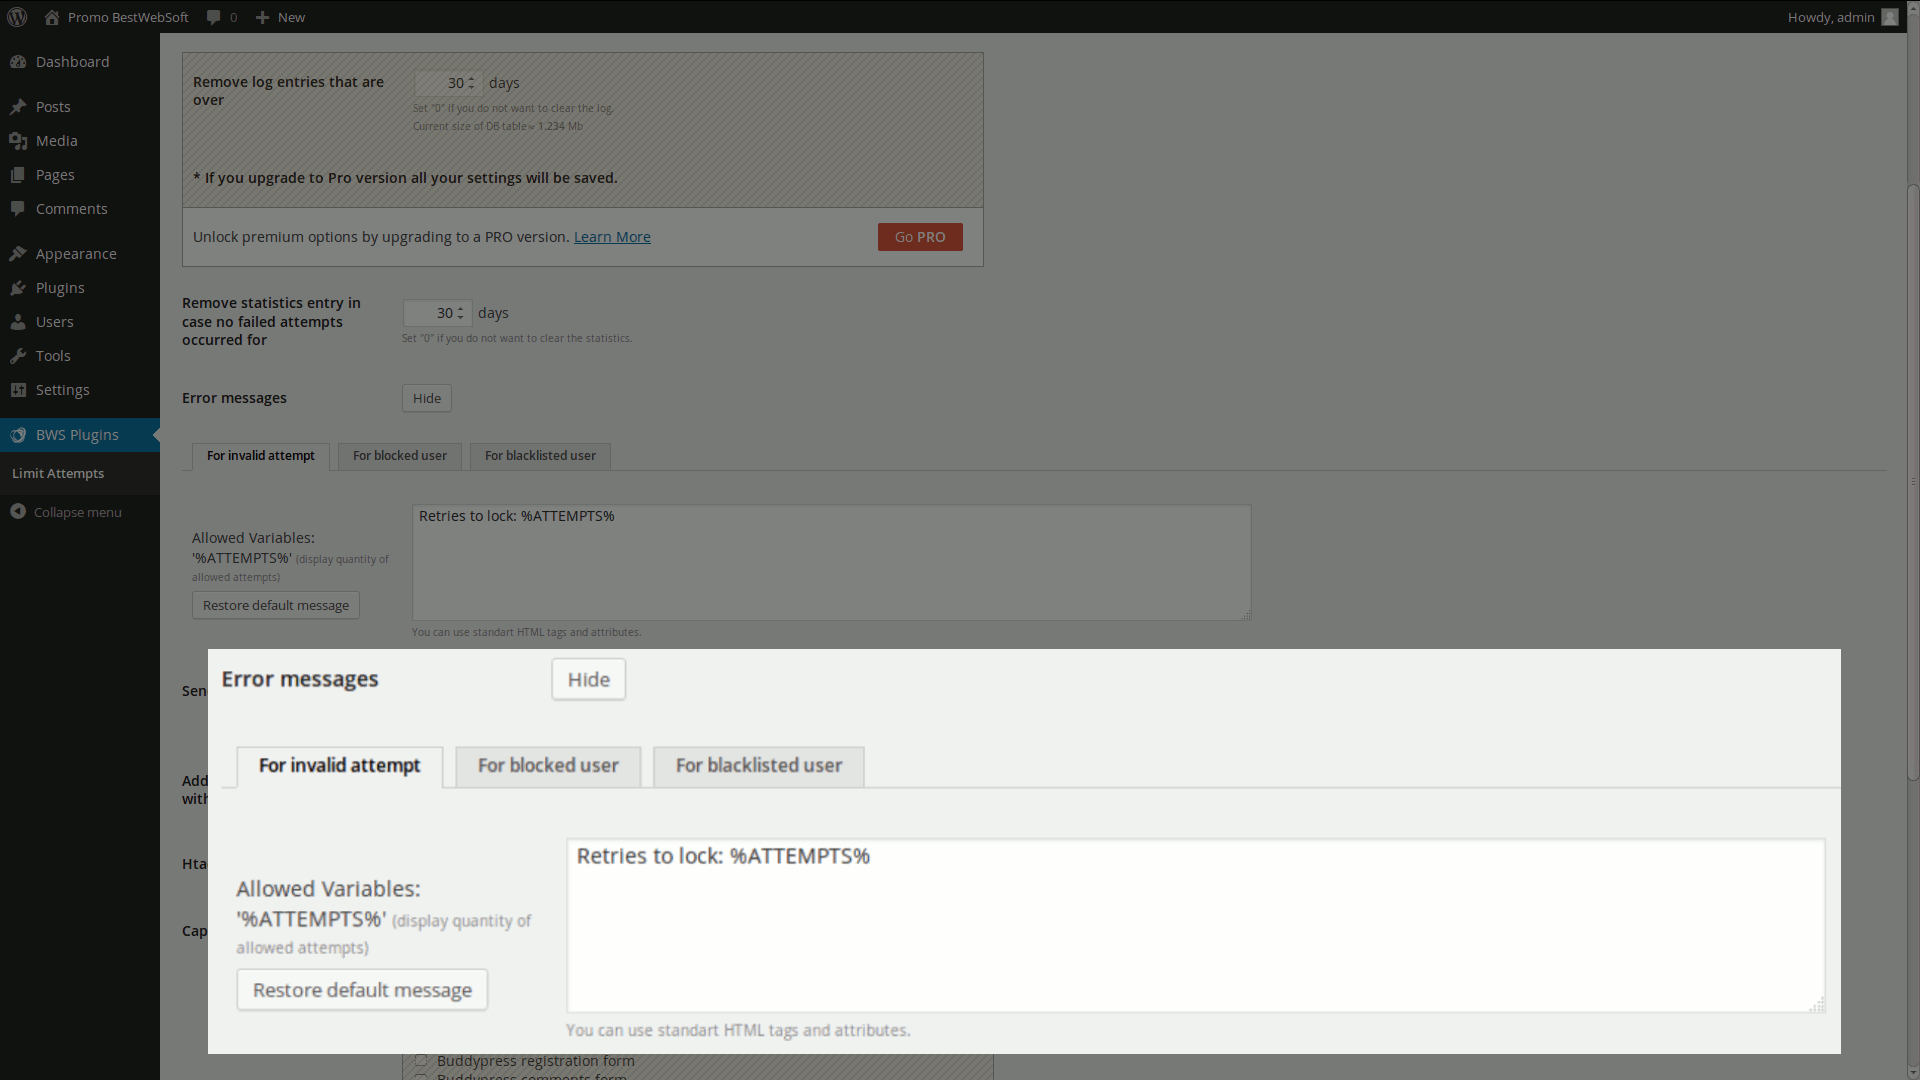 Promo BestWebSoft 0 New Howdy, admin
Dashboard
Posts
Media
Pages
Comments
Appearance
Plugins
Users
Tools
Settings
BWS Plugins
Limit Attempts
Collapse menu
Remove log entries that are over
30 days
Set "0" if you do not want to clear the log.
Current size of DB table≈ 1.234 Mb
* If you upgrade to Pro version all your settings will be saved.
Unlock premium options by upgrading to a PRO version. Learn More
Go PRO
Remove statistics entry in
case no failed attempts
occurred for
30 days
Set "0" if you do not want to clear the statistics.
Error messages
Hide
For invalid attempt For blocked user For blacklisted user
Allowed Variables:
'%ATTEMPTS%' (display quantity of
allowed attempts)
Restore default message
Retries to lock: %ATTEMPTS%
You can use standart HTML tags and attributes.
Sen
Add
with
Hta
Cap
Error messages
Hide
For invalid attempt For blocked user For blacklisted user
Allowed Variables:
'%ATTEMPTS%' (display quantity of
allowed attempts)
Restore default message
Retries to lock: %ATTEMPTS%
You can use standart HTML tags and attributes.
Buddypress registration form
Buddypress comments form